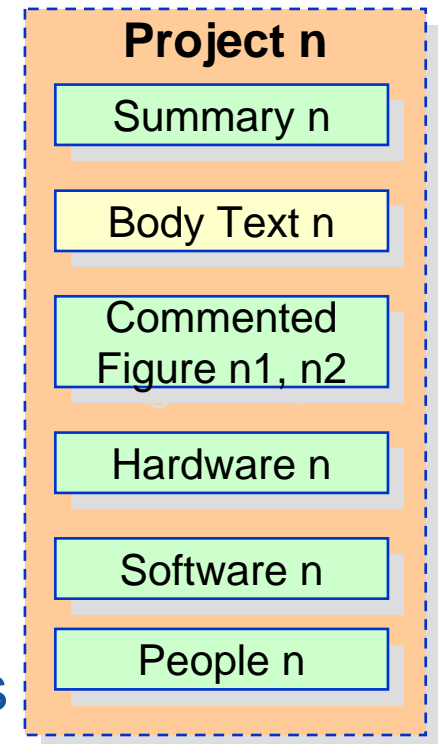 Project n
Summary n
Body Text n
Commented
Figure n1, n2
Hardware n
Software n
People n
s